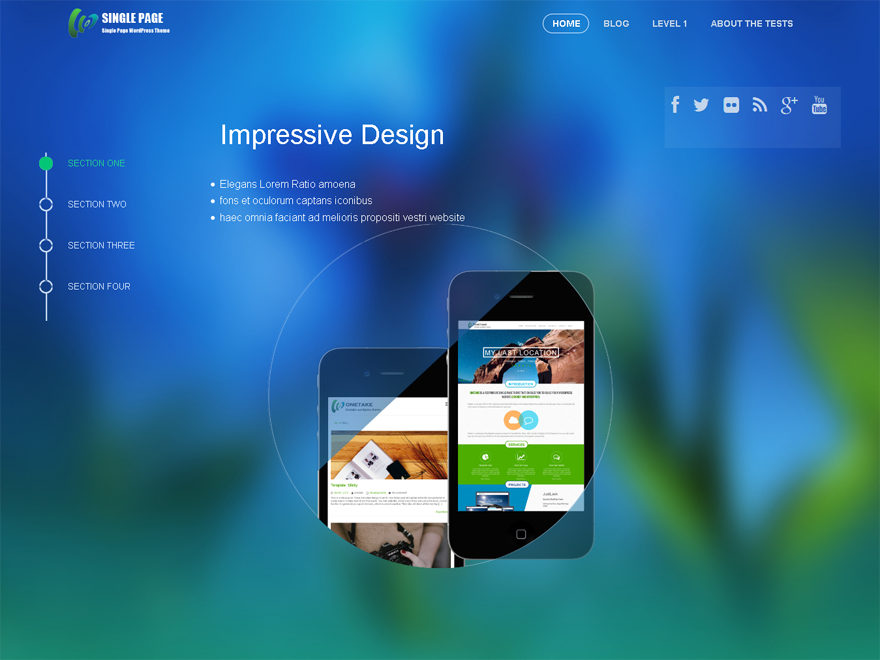 SINGLE PAGE
Single Page WordPress Theme
HOME
BLOG
LEVEL 1
ABOUT THE TESTS
g+
You
Tube
Impressive Design
SECTION ONE
SECTION TWO
SECTION THREE
SECTION FOUR
Elegans Lorem Ratio amoena
fons et oculorum captans iconibus
haec omnia faciant ad melioris propositi vestri website
MY LAST LOCATION
INTRODUCTION
SERVICES
PROJECTS
ONETAKE
Template: Sticky